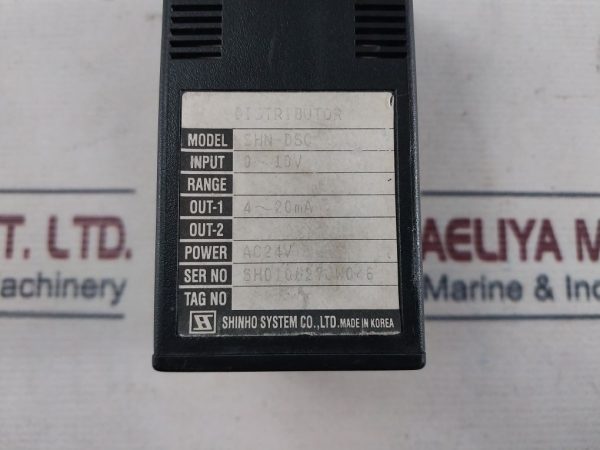 DISTRIBUTOR
MODEL SHN-DSC
INPUT 0~10V
RANGE
OUT-1 4~20mA
OUT-2
POWER AC24V
SER NO
TAG NO
SHINHO SYSTEM CO.,LTD. MADE IN KOREA
T. LTD.
achinery
AELIYA M
Marine & Ind